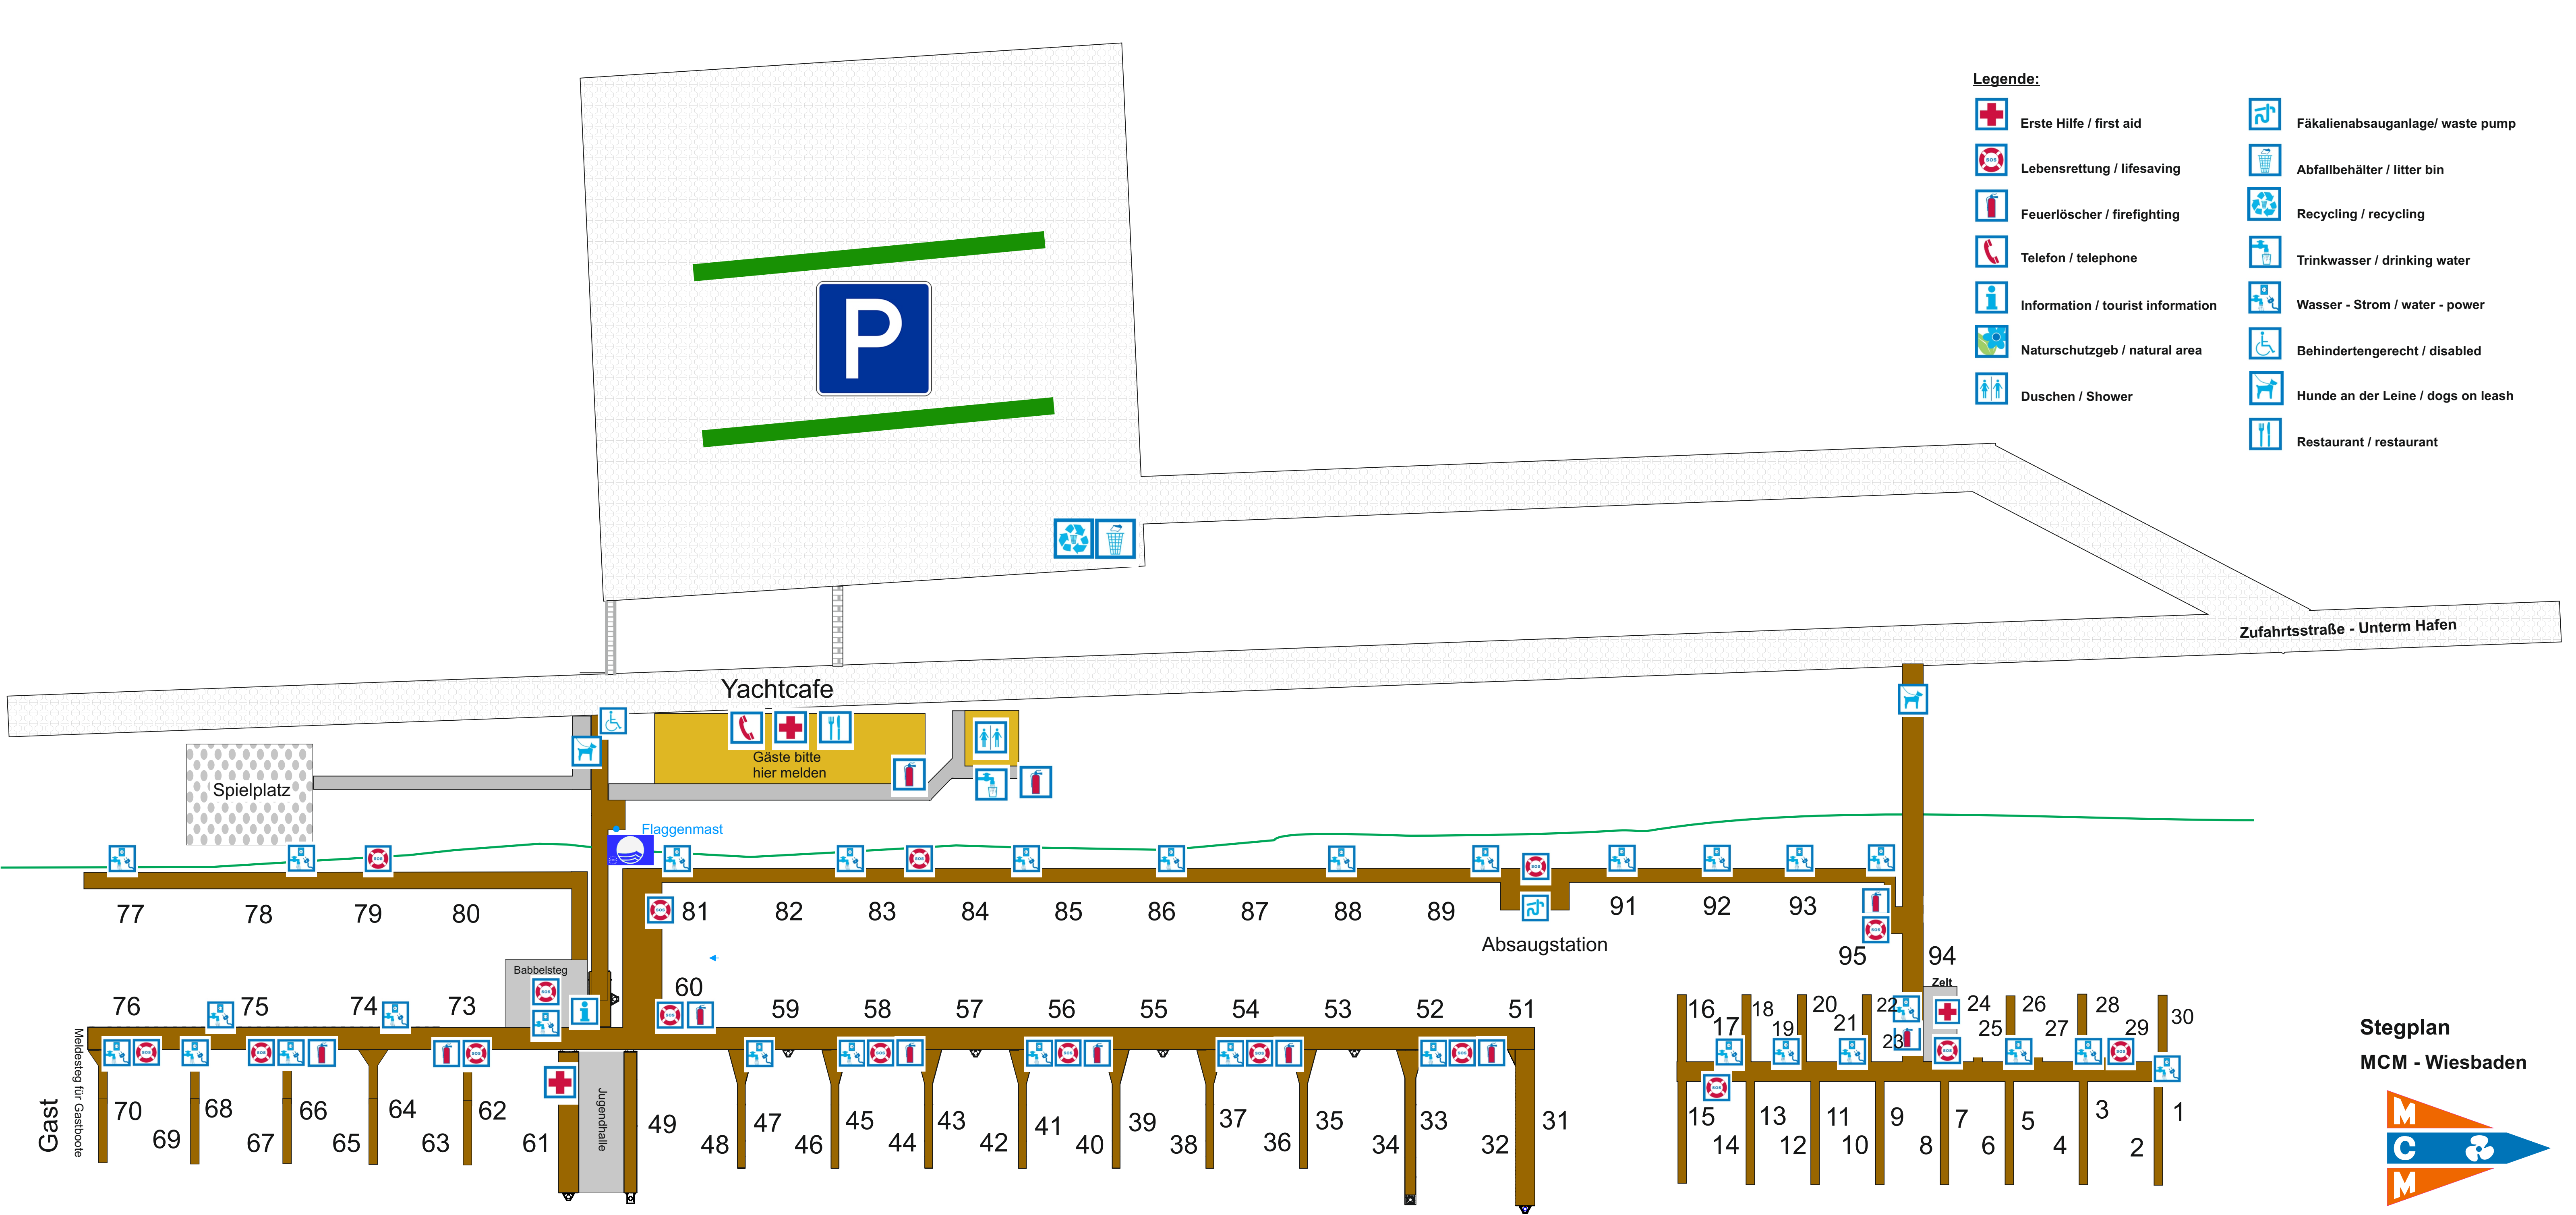 Legende:
Erste Hilfe / first aid
Lebensrettung / lifesaving
Feuerlöscher / firefighting
Telefon / telephone
Information / tourist information
Naturschutzgeb / natural area
Duschen / Shower
Fäkalienabsauganlage/ waste pump
Abfallbehälter / litter bin
Recycling / recycling
Trinkwasser / drinking water
Wasser - Strom / water - power
Behindertengerecht / disabled
Hunde an der Leine / dogs on leash
Restaurant / restaurant
P
Zufahrtsstraße - Unterm Hafen
Yachtcafe
Gäste bitte
hier melden
Spielplatz
Flaggenmast
77 78 79 80
81 82 83 84 85 86 87 88 89 91 92 93
Absaugstation
95 94
Zelt
Babbelsteg
76 75 74 73
60 59 58 57 56 55 54 53 52 51
16 17 18 19 20 21 22 23 24 25 26 27 28 29 30
Gast
Meldesteg für Gastboote
70 69 68 67 66 65 64 63 62 61
Jugendhalle
49 48 47 46 45 44 43 42 41 40 39 38 37 36 35 34 33 32 31
15 14 13 12 11 10 9 8 7 6 5 4 3 2 1
Stegplan
MCM - Wiesbaden
M
C
M